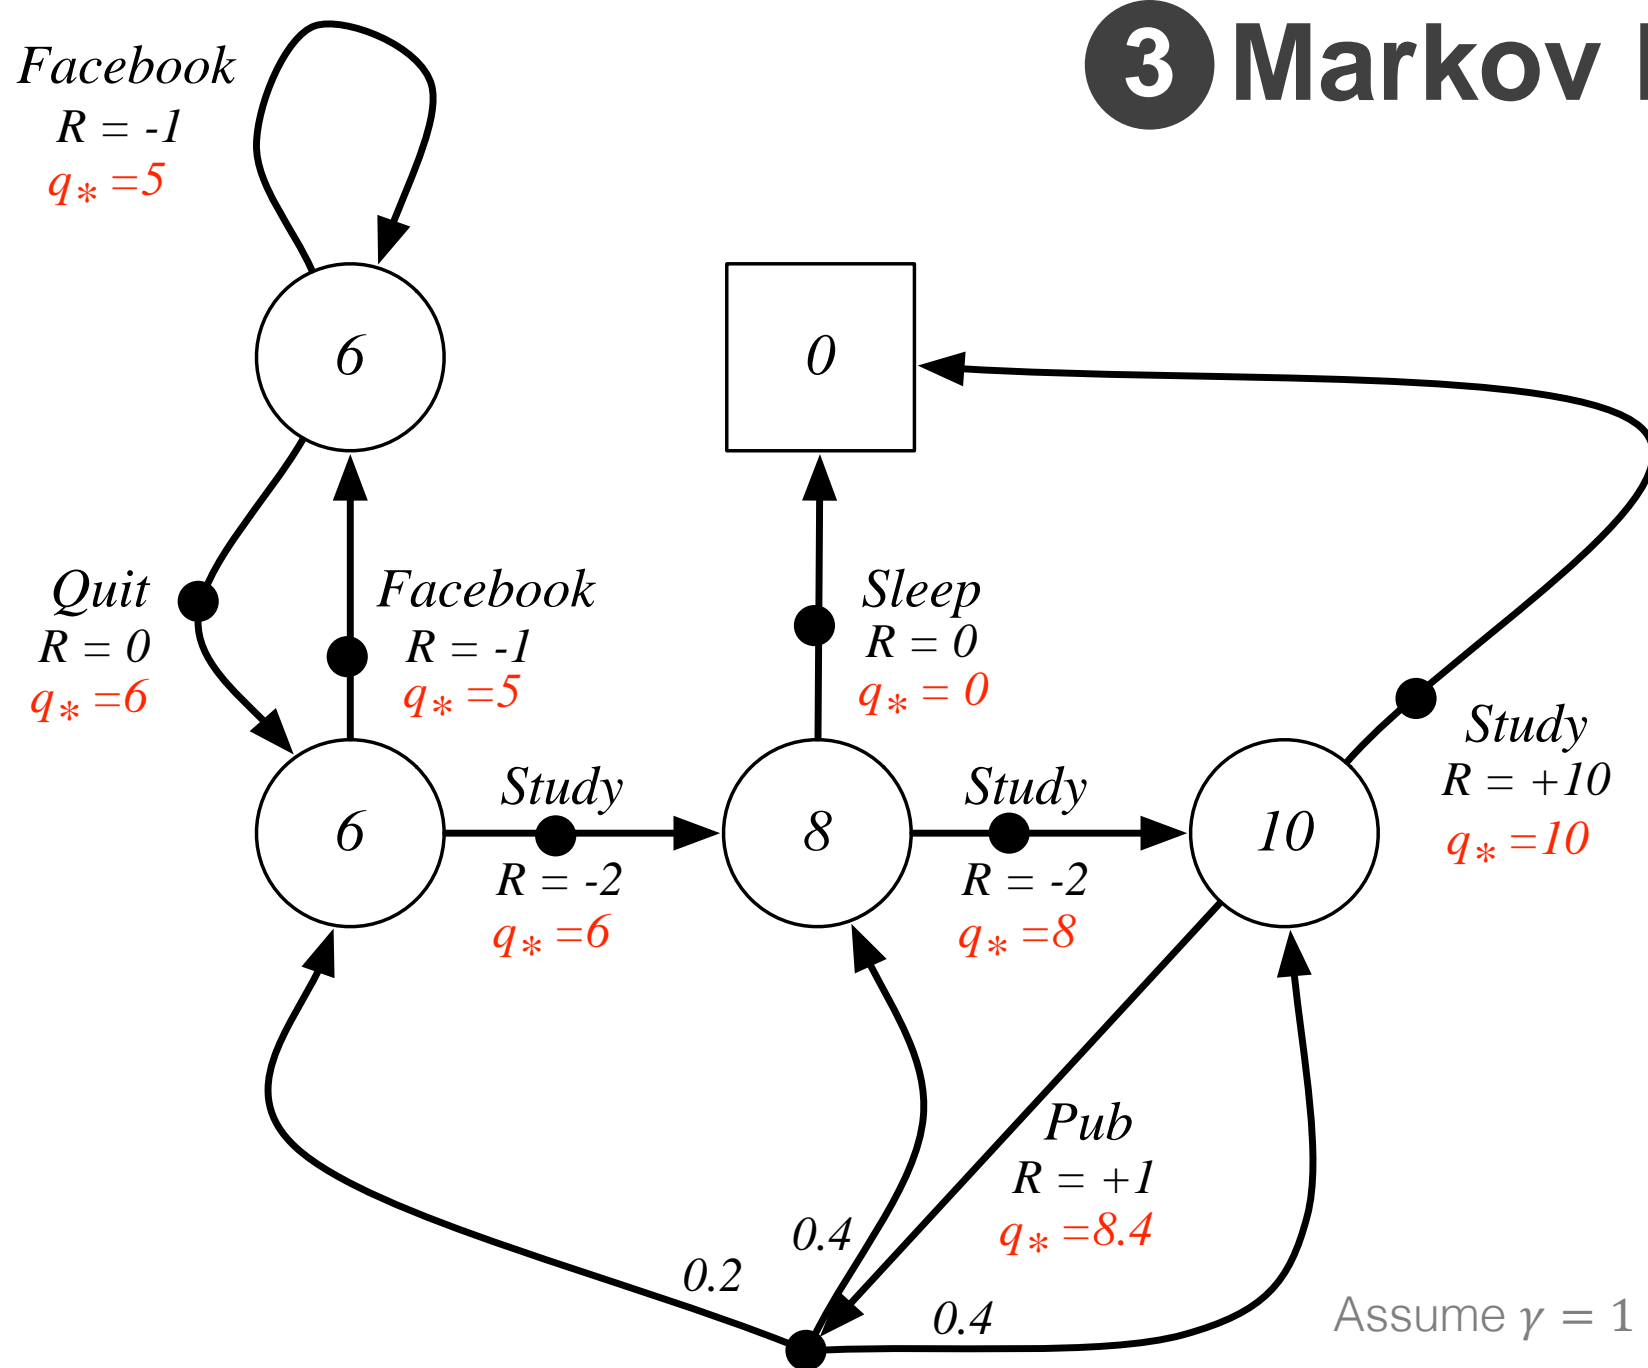 3 Markov
Facebook
R = -1
q* =5
6
0
Quit
R = 0
q* =6
Facebook
R = -1
q* =5
Sleep
R = 0
q* = 0
Study
R = +10
q* =10
6
Study
R = -2
q* =6
8
Study
R = -2
q* =8
10
Pub
R = +1
q* =8.4
0.2
0.4
0.4
Assume γ = 1